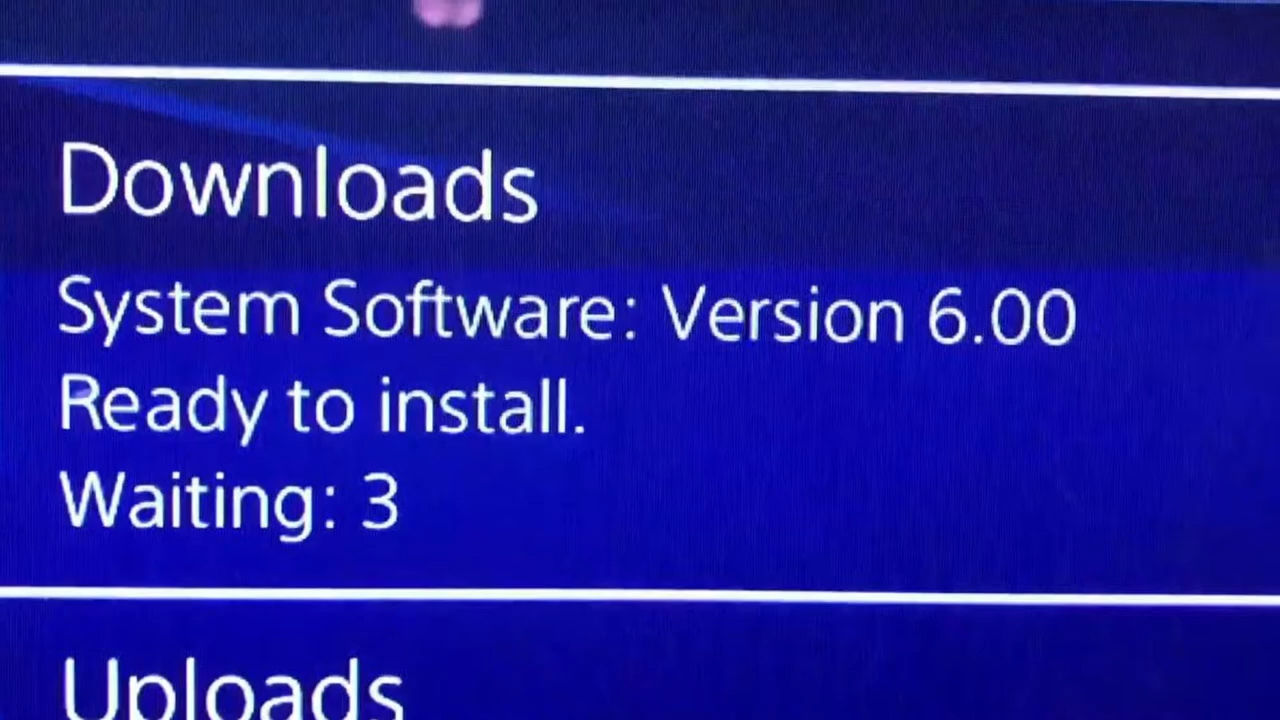 Downloads
System Software: Version 6.00
Ready to install.
Waiting: 3
Uploads